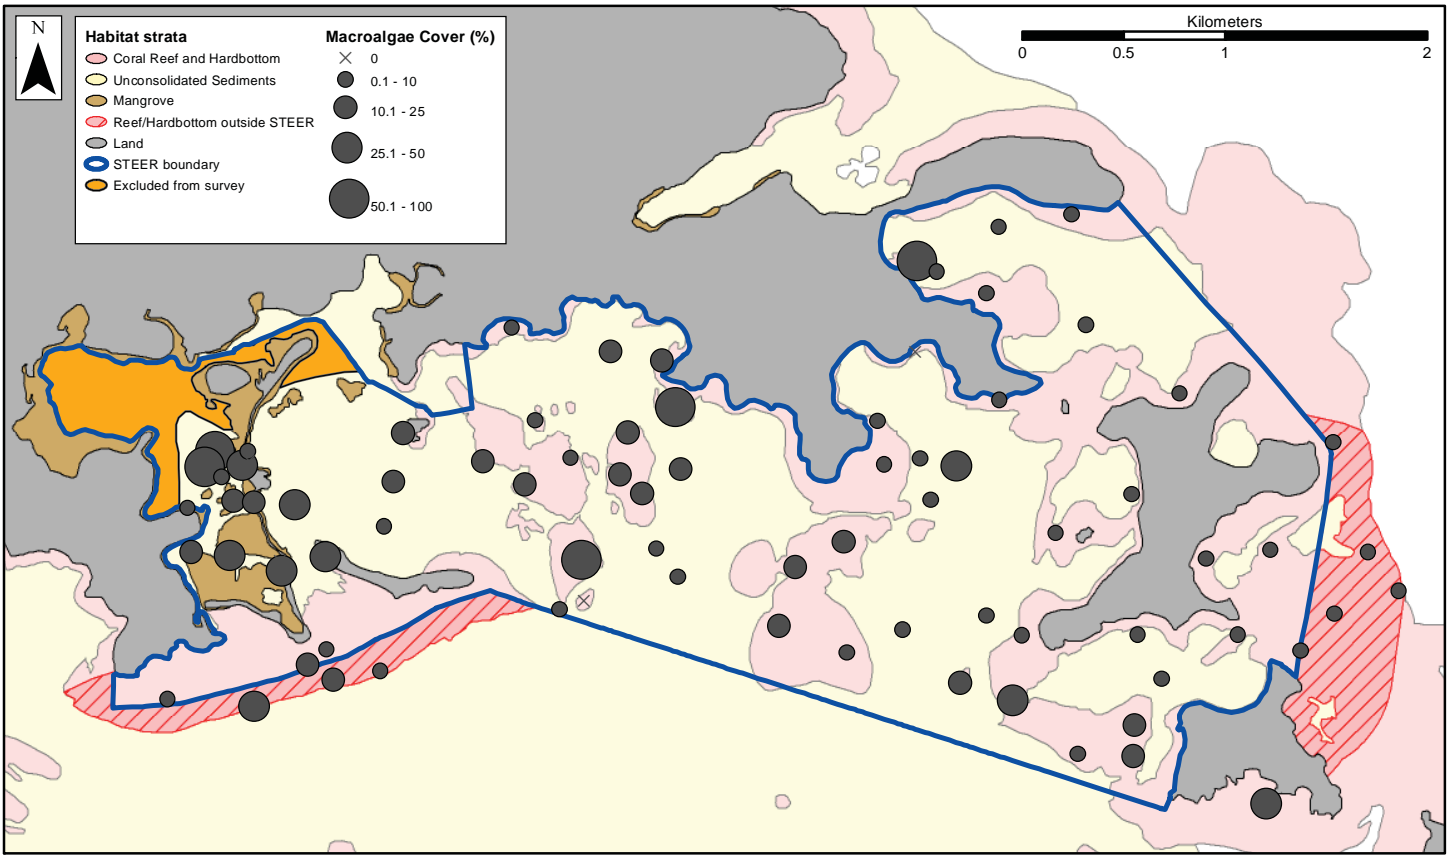 N
Habitat strata
Coral Reef and Hardbottom
Unconsolidated Sediments
Mangrove
Reef/Hardbottom outside STEER
Land
STEER boundary
Excluded from survey
Macroalgae Cover (%)
0
0.1 - 10
10.1 - 25
25.1 - 50
50.1 - 100
Kilometers
0 0.5 1 2